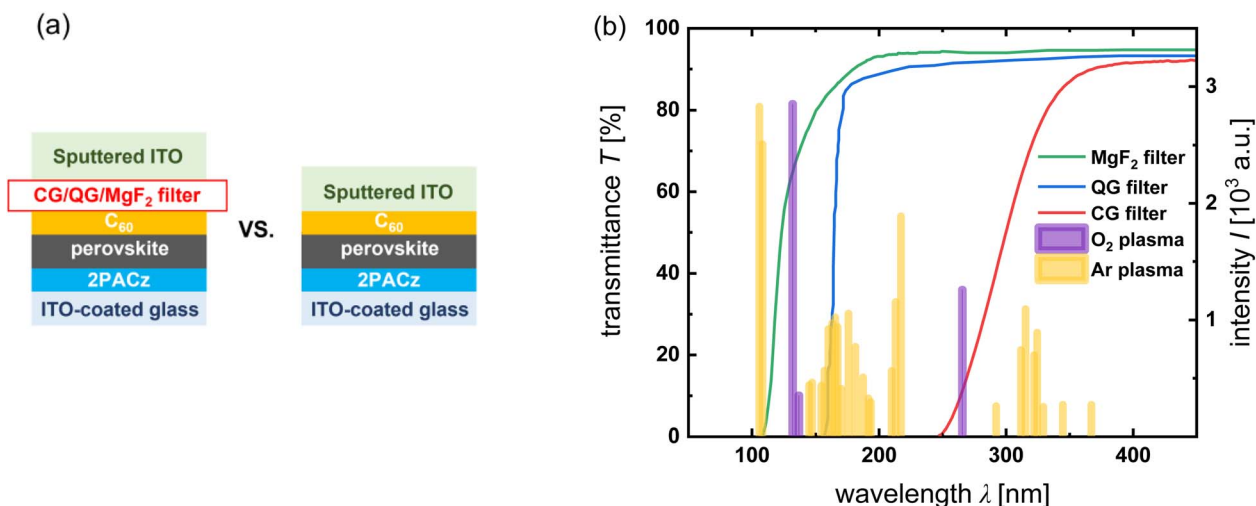 (a)
Sputtered ITO
CG/QG/MgF₂ filter
C₆₀
perovskite
2PACz
ITO-coated glass
VS.
Sputtered ITO
C₆₀
perovskite
2PACz
ITO-coated glass
(b)
transmittance T [%]
100
80
60
40
20
0
MgF₂ filter
QG filter
CG filter
O₂ plasma
Ar plasma
3
2
1
intensity I [10³ a.u.]
100 200 300 400
wavelength λ [nm]